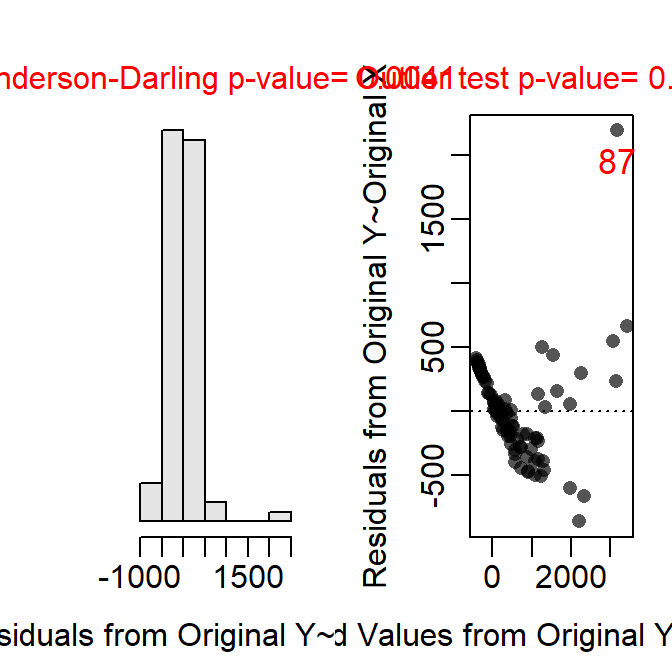 nderson-Darling p-value= 0.0041
Outlier test p-value= 0.
Residuals from Original Y~Original X
87
1500
500
-500
-1000 1500
0 2000
siduals from Original Y~
d Values from Original Y